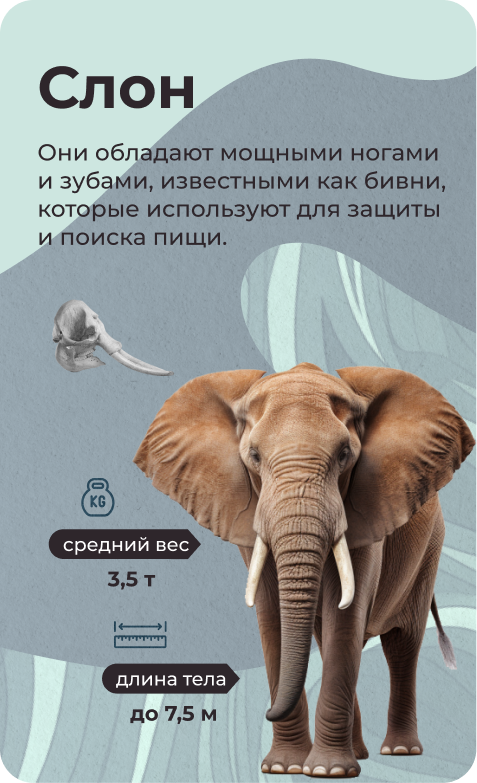 Слон
Они обладают мощными ногами
и зубами, известными как бивни,
которые используют для защиты
и поиска пищи.
KG
средний вес
3,5 т
длина тела
до 7,5 м